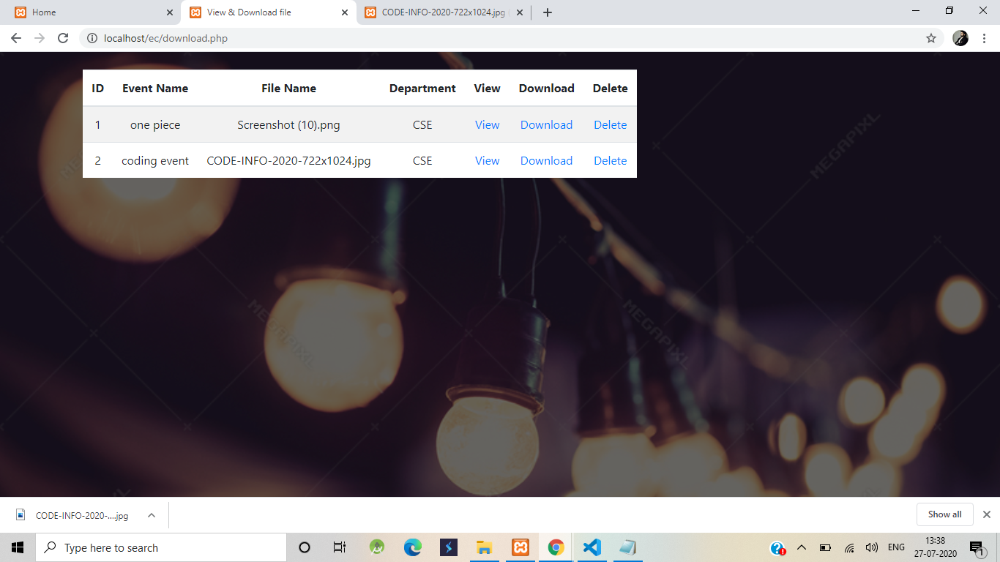 Home
View & Download file
CODE-INFO-2020-722x1024.jpg
localhost/ec/download.php
ID Event Name File Name Department View Download Delete
1 one piece Screenshot (10).png CSE View Download Delete
2 coding event CODE-INFO-2020-722x1024.jpg CSE View Download Delete
MEGAPIXL
MEGAPIXL
MEGAPIXL
MEGAPIXL
CODE-INFO-2020-....jpg
Show all
Type here to search
ENG
13:38
27-07-2020
1